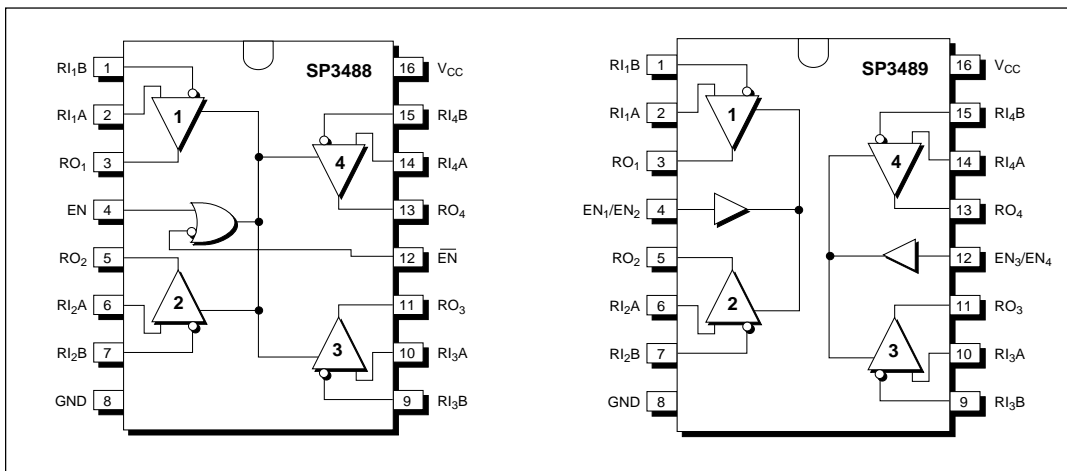 SP3488
RI₁B 1
RI₁A 2
RO₁ 3
EN 4
RO₂ 5
RI₂A 6
RI₂B 7
GND 8
16 V_CC
15 RI₄B
14 RI₄A
13 RO₄
12 E̅N̅
11 RO₃
10 RI₃A
9 RI₃B
1
4
2
3
SP3489
RI₁B 1
RI₁A 2
RO₁ 3
EN₁/EN₂ 4
RO₂ 5
RI₂A 6
RI₂B 7
GND 8
16 V_CC
15 RI₄B
14 RI₄A
13 RO₄
12 EN₃/EN₄
11 RO₃
10 RI₃A
9 RI₃B
1
4
2
3